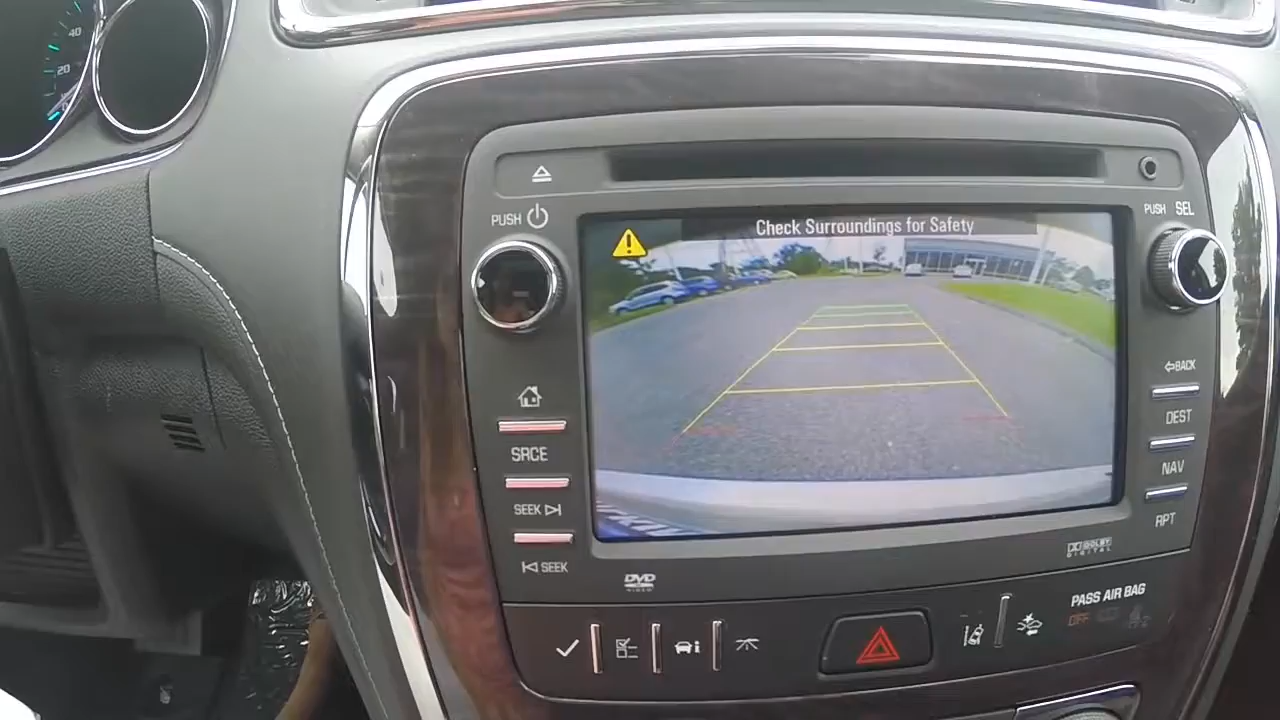 40
20
PUSH
PUSH SEL
Check Surroundings for Safety
BACK
SRCE
DEST
SEEK
NAV
SEEK
RPT
DVD
VIDEO
DOLBY
DIGITAL
PASS AIR BAG
OFF